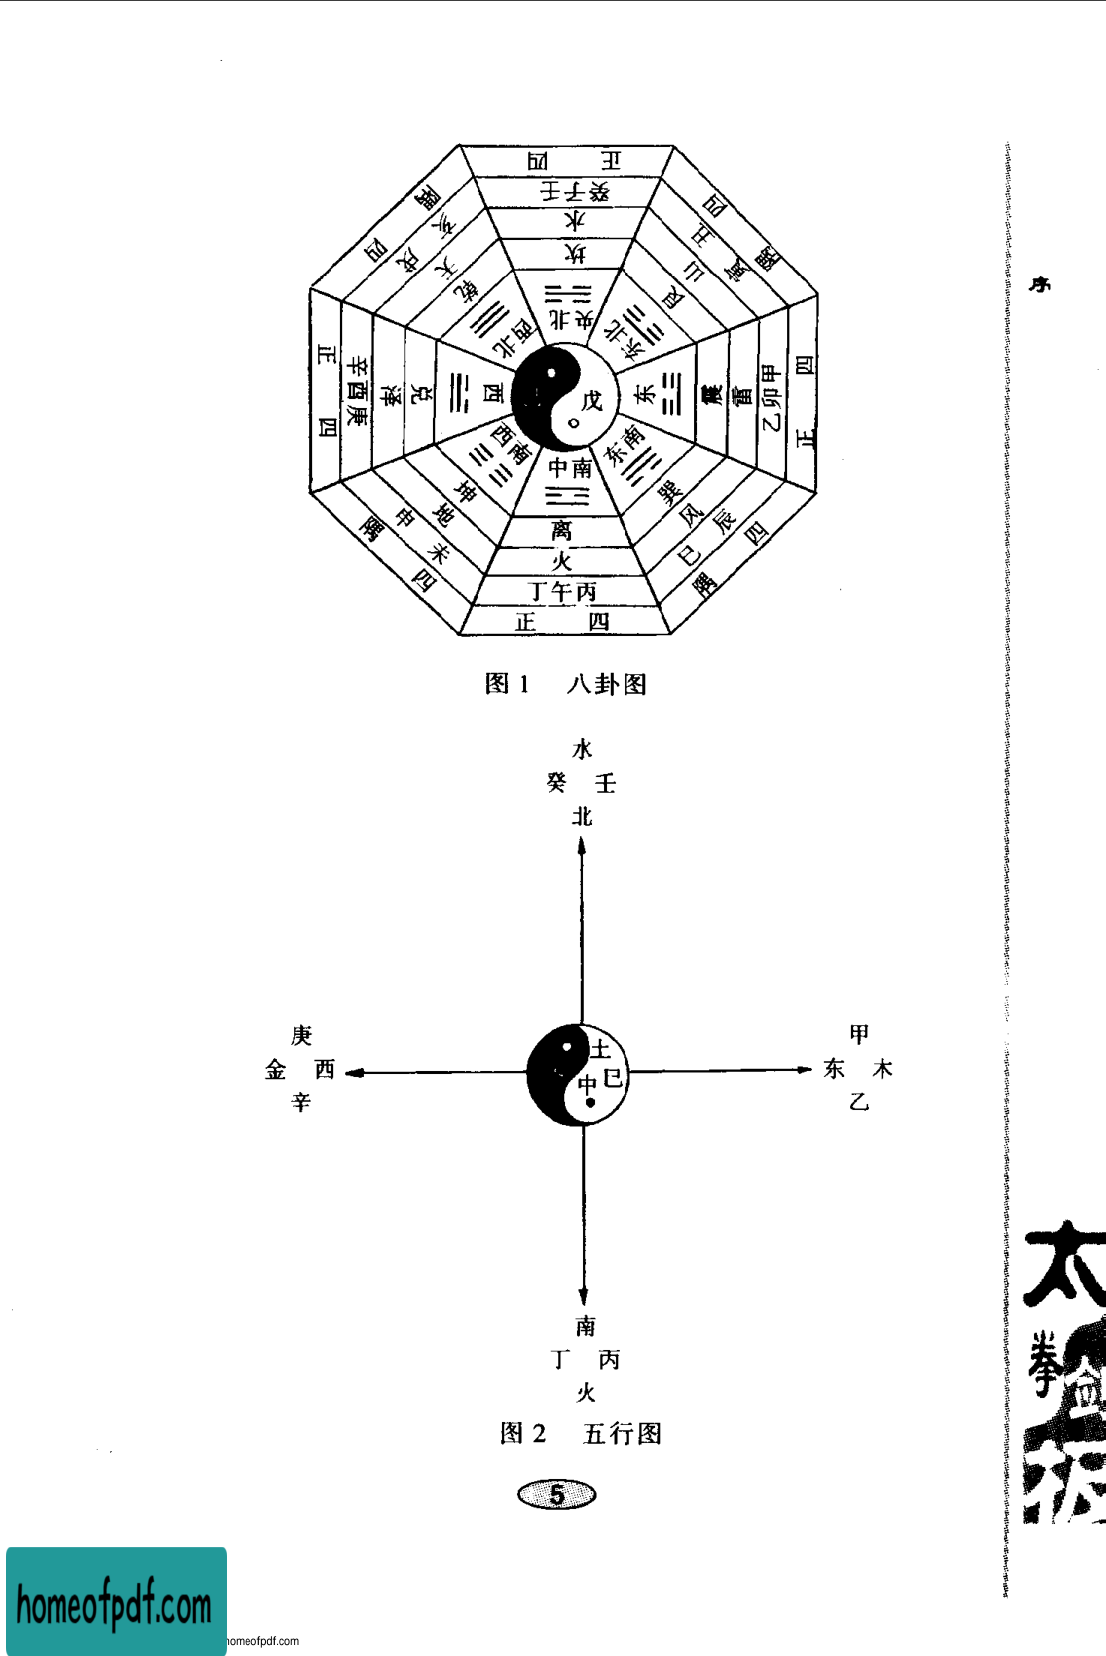 四 正
壬子癸
水
坎
北 央
四 隅
丑 寅
山
艮
东北
四 正
甲卯乙
雷
震
东
四 隅
辰 巳
风
巽
东南
中南
离
火
丁午丙
正 四
四 隅
未 申
地
坤
西南
四 正
庚酉辛
泽
兑
西
四 隅
戌 亥
天
乾
西北
戊
图1 八卦图
水
癸 壬
北
庚
金 西
辛
土
中 巳
甲
东 木
乙
南
丁 丙
火
图2 五行图
5
序
太
拳
剑
homeofpdf.com
homeofpdf.com